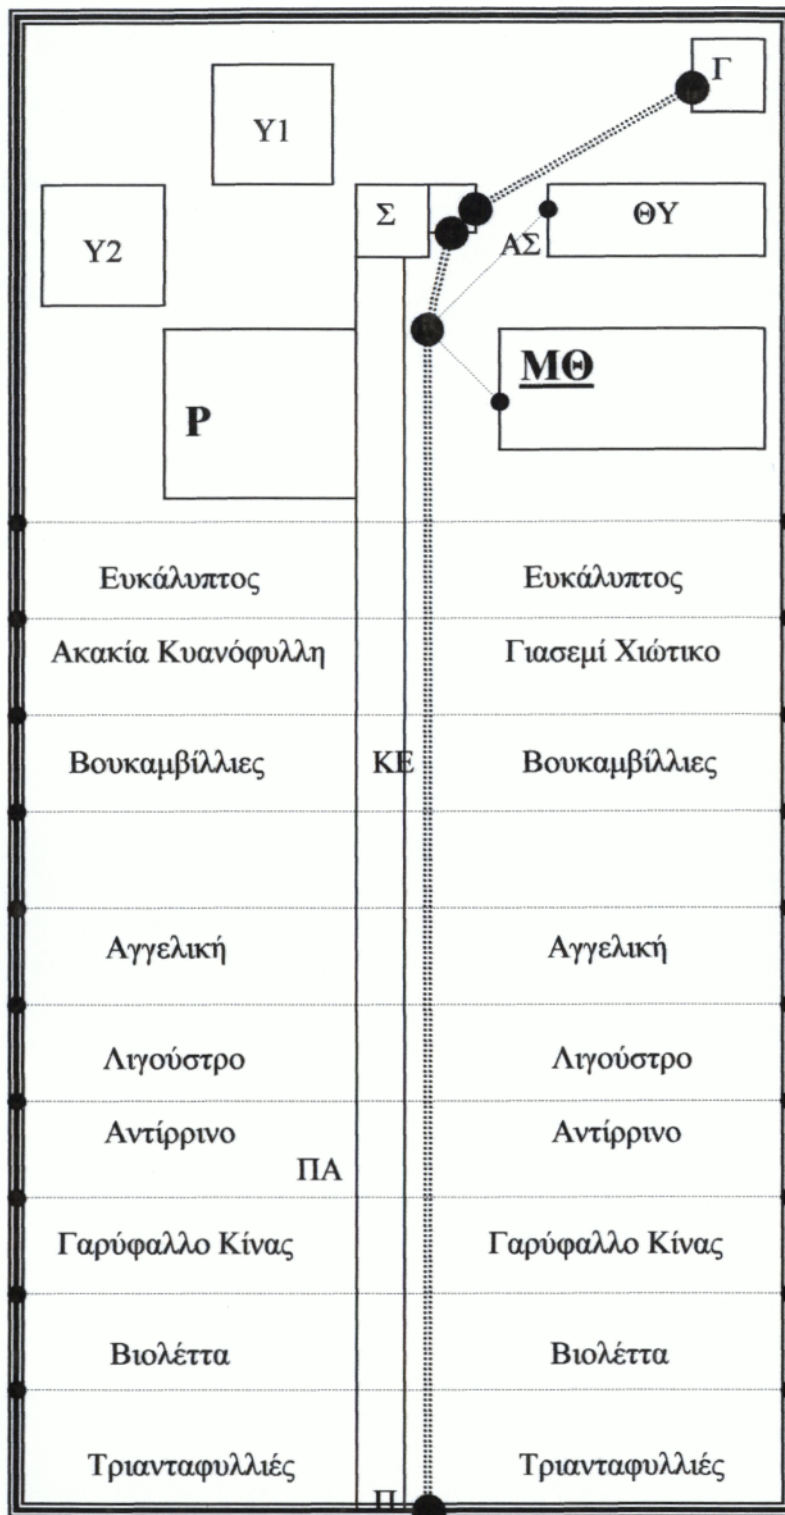 Γ
Υ1
Σ
ΘΥ
Υ2
ΑΣ
ΜΘ
Ρ
Ευκάλυπτος Ευκάλυπτος
Ακακία Κυανόφυλλη Γιασεμί Χιώτικο
Βουκαμβίλλιες ΚΕ Βουκαμβίλλιες
Αγγελική Αγγελική
Λιγούστρο Λιγούστρο
Αντίρρινο Αντίρρινο
ΠΑ
Γαρύφαλλο Κίνας Γαρύφαλλο Κίνας
Βιολέττα Βιολέττα
Τριανταφυλλιές Τριανταφυλλιές
Π